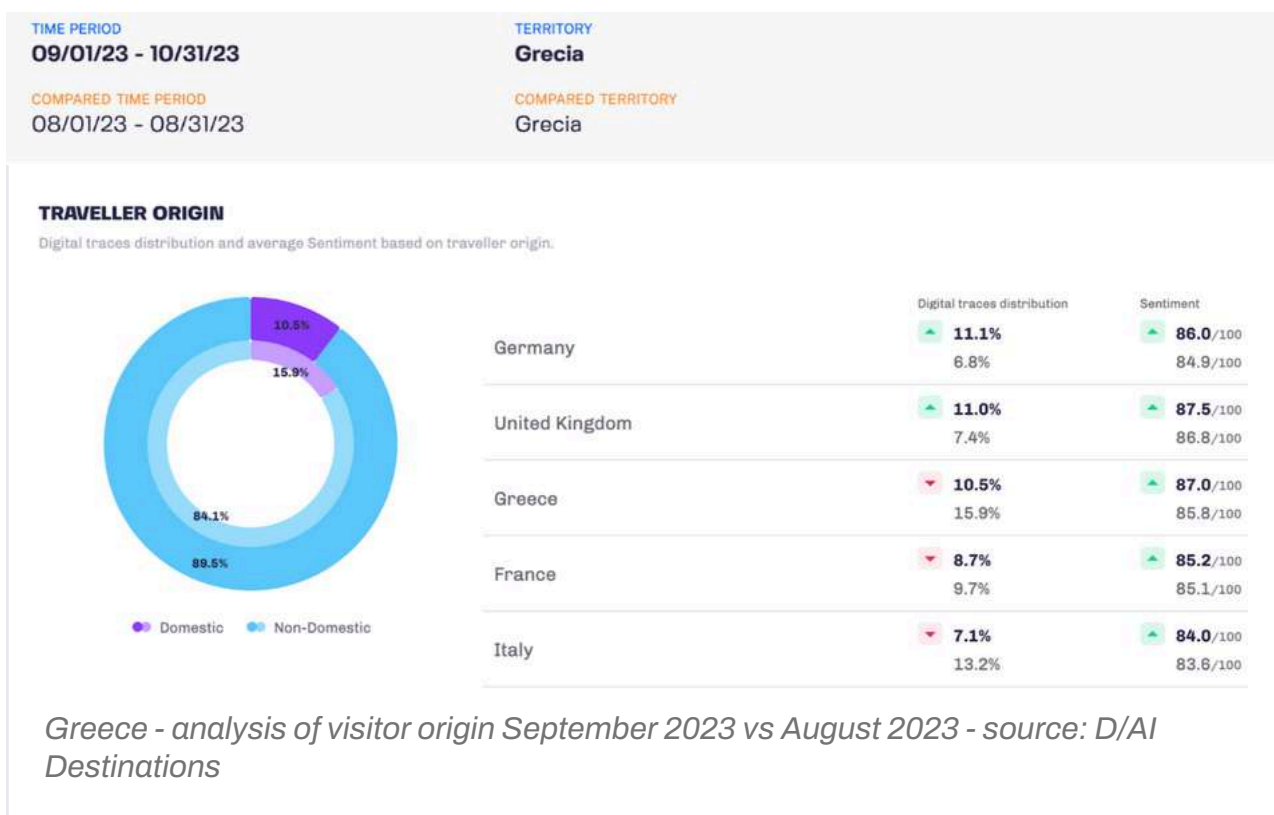 TIME PERIOD
09/01/23 - 10/31/23
TERRITORY
Grecia
COMPARED TIME PERIOD
08/01/23 - 08/31/23
COMPARED TERRITORY
Grecia
TRAVELLER ORIGIN
Digital traces distribution and average Sentiment based on traveller origin.
10.5%
15.9%
84.1%
89.5%
Domestic
Non-Domestic
Digital traces distribution
Sentiment
Germany
11.1%
86.0/100
6.8%
84.9/100
United Kingdom
11.0%
87.5/100
7.4%
86.8/100
Greece
10.5%
87.0/100
15.9%
85.8/100
France
8.7%
85.2/100
9.7%
85.1/100
Italy
7.1%
84.0/100
13.2%
83.6/100
Greece - analysis of visitor origin September 2023 vs August 2023 - source: D/AI
Destinations